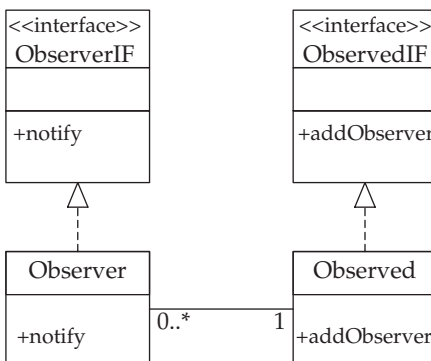 <<interface>>
ObserverIF
+notify
<<interface>>
ObservedIF
+addObserver
Observer
+notify
0..*
1
Observed
+addObserver